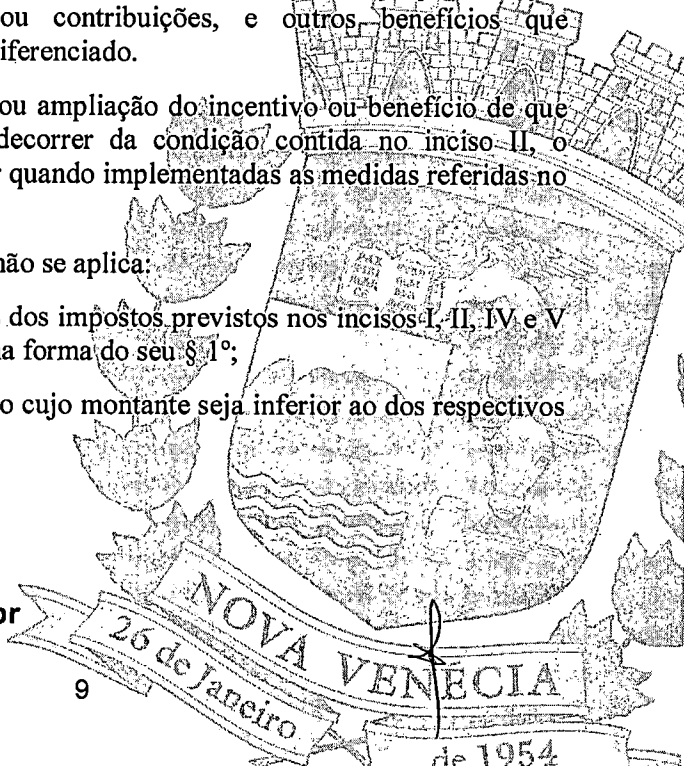 ou contribuições, e outros benefícios que
iferenciado.
ou ampliação do incentivo ou benefício de que
decorrer da condição contida no inciso II, o
quando implementadas as medidas referidas no
não se aplica:
dos impostos previstos nos incisos I, II, IV e V
a forma do seu § 1º;
o cujo montante seja inferior ao dos respectivos
or
9
NOVA VENÉCIA
26 de Janeiro
de 1954